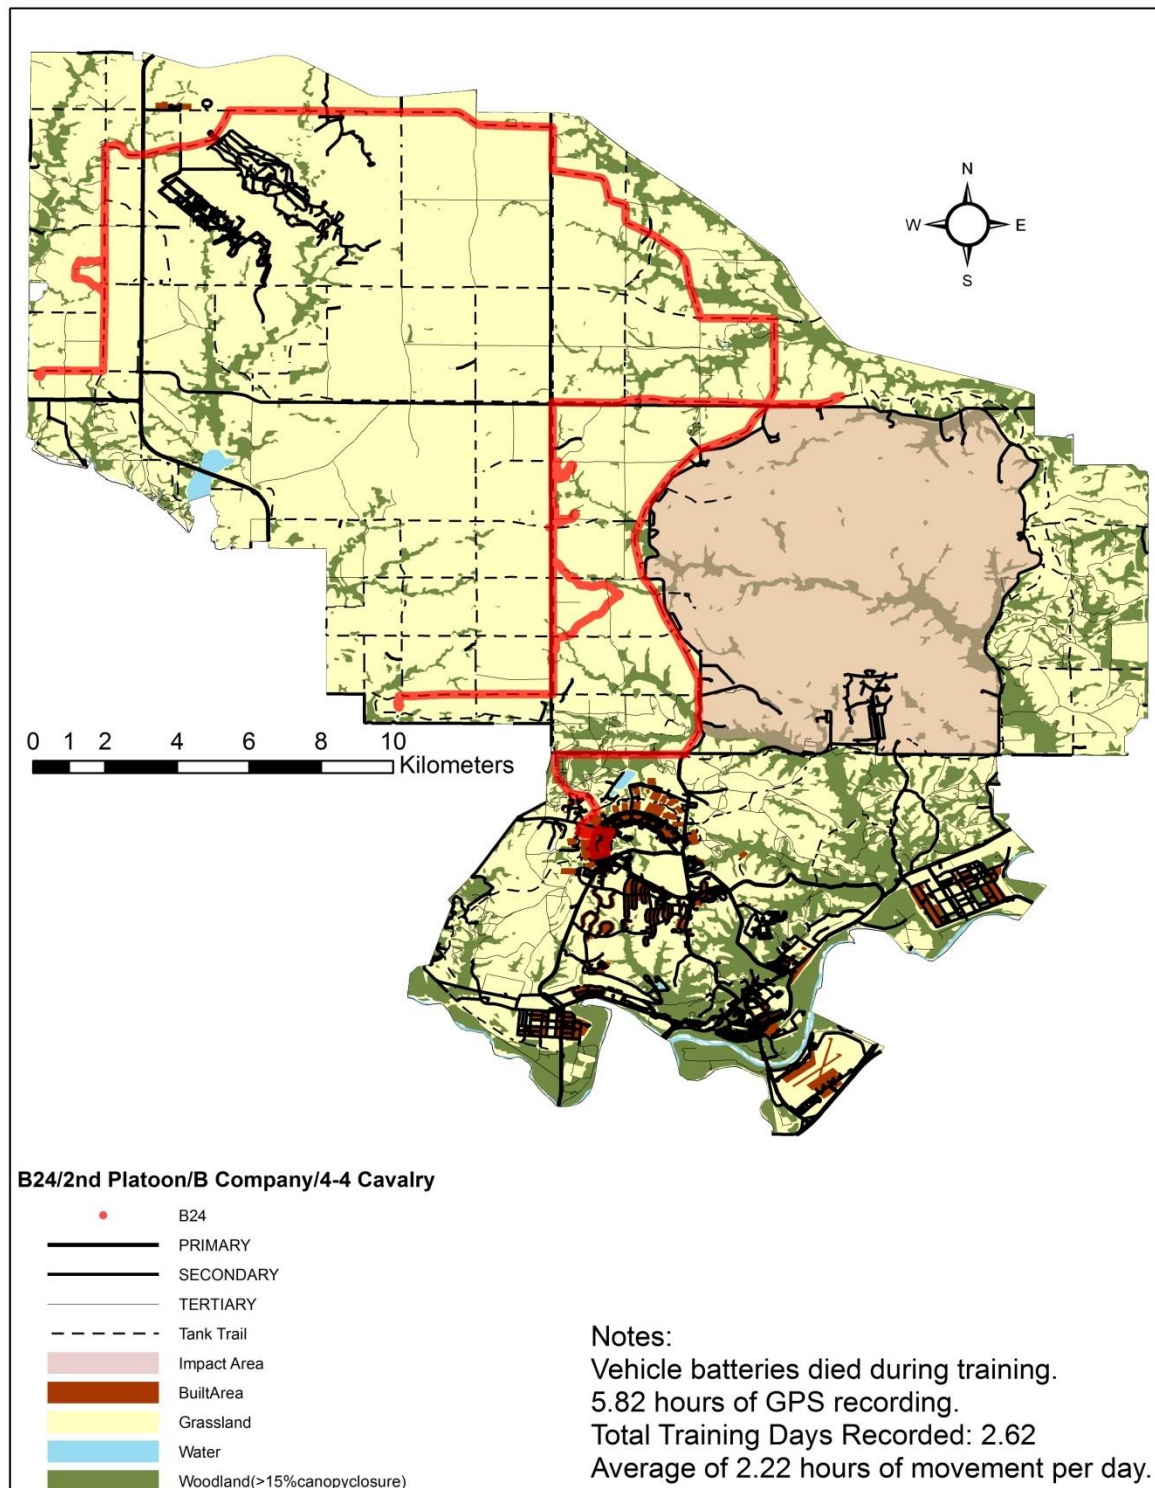 N
W E
S
0 1 2 4 6 8 10
Kilometers
B24/2nd Platoon/B Company/4-4 Cavalry
B24
PRIMARY
SECONDARY
TERTIARY
Tank Trail
Impact Area
BuiltArea
Grassland
Water
Woodland(>15%canopyclosure)
Notes:
Vehicle batteries died during training.
5.82 hours of GPS recording.
Total Training Days Recorded: 2.62
Average of 2.22 hours of movement per day.